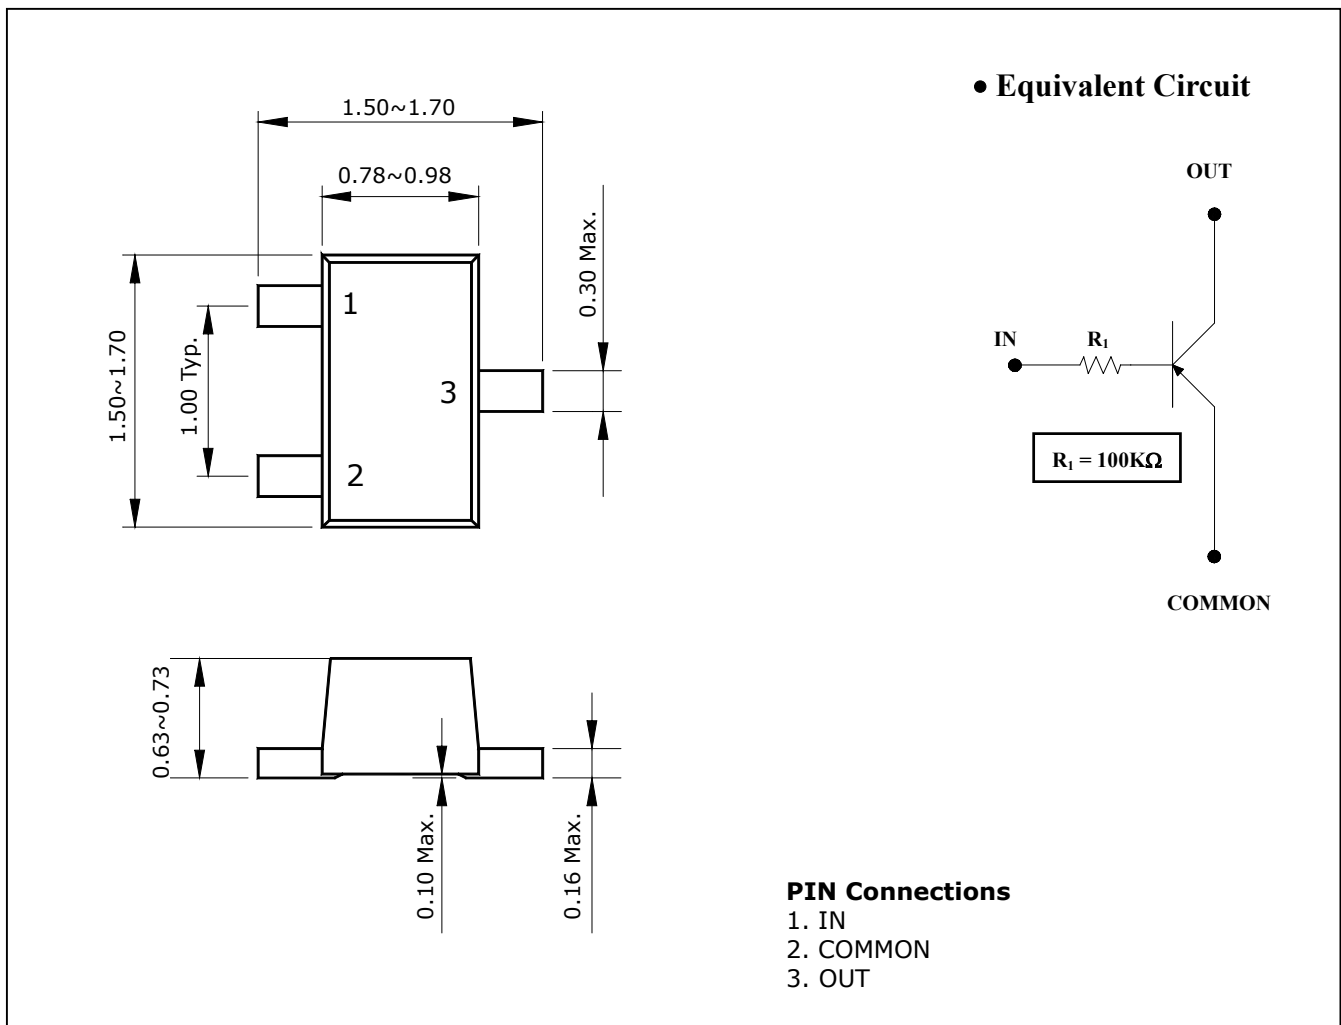 ● Equivalent Circuit
1.50~1.70
0.78~0.98
0.30 Max.
1.50~1.70
1.00 Typ.
1
2
3
OUT
IN
R₁
R₁ = 100KΩ
COMMON
0.63~0.73
0.10 Max.
0.16 Max.
PIN Connections
1. IN
2. COMMON
3. OUT